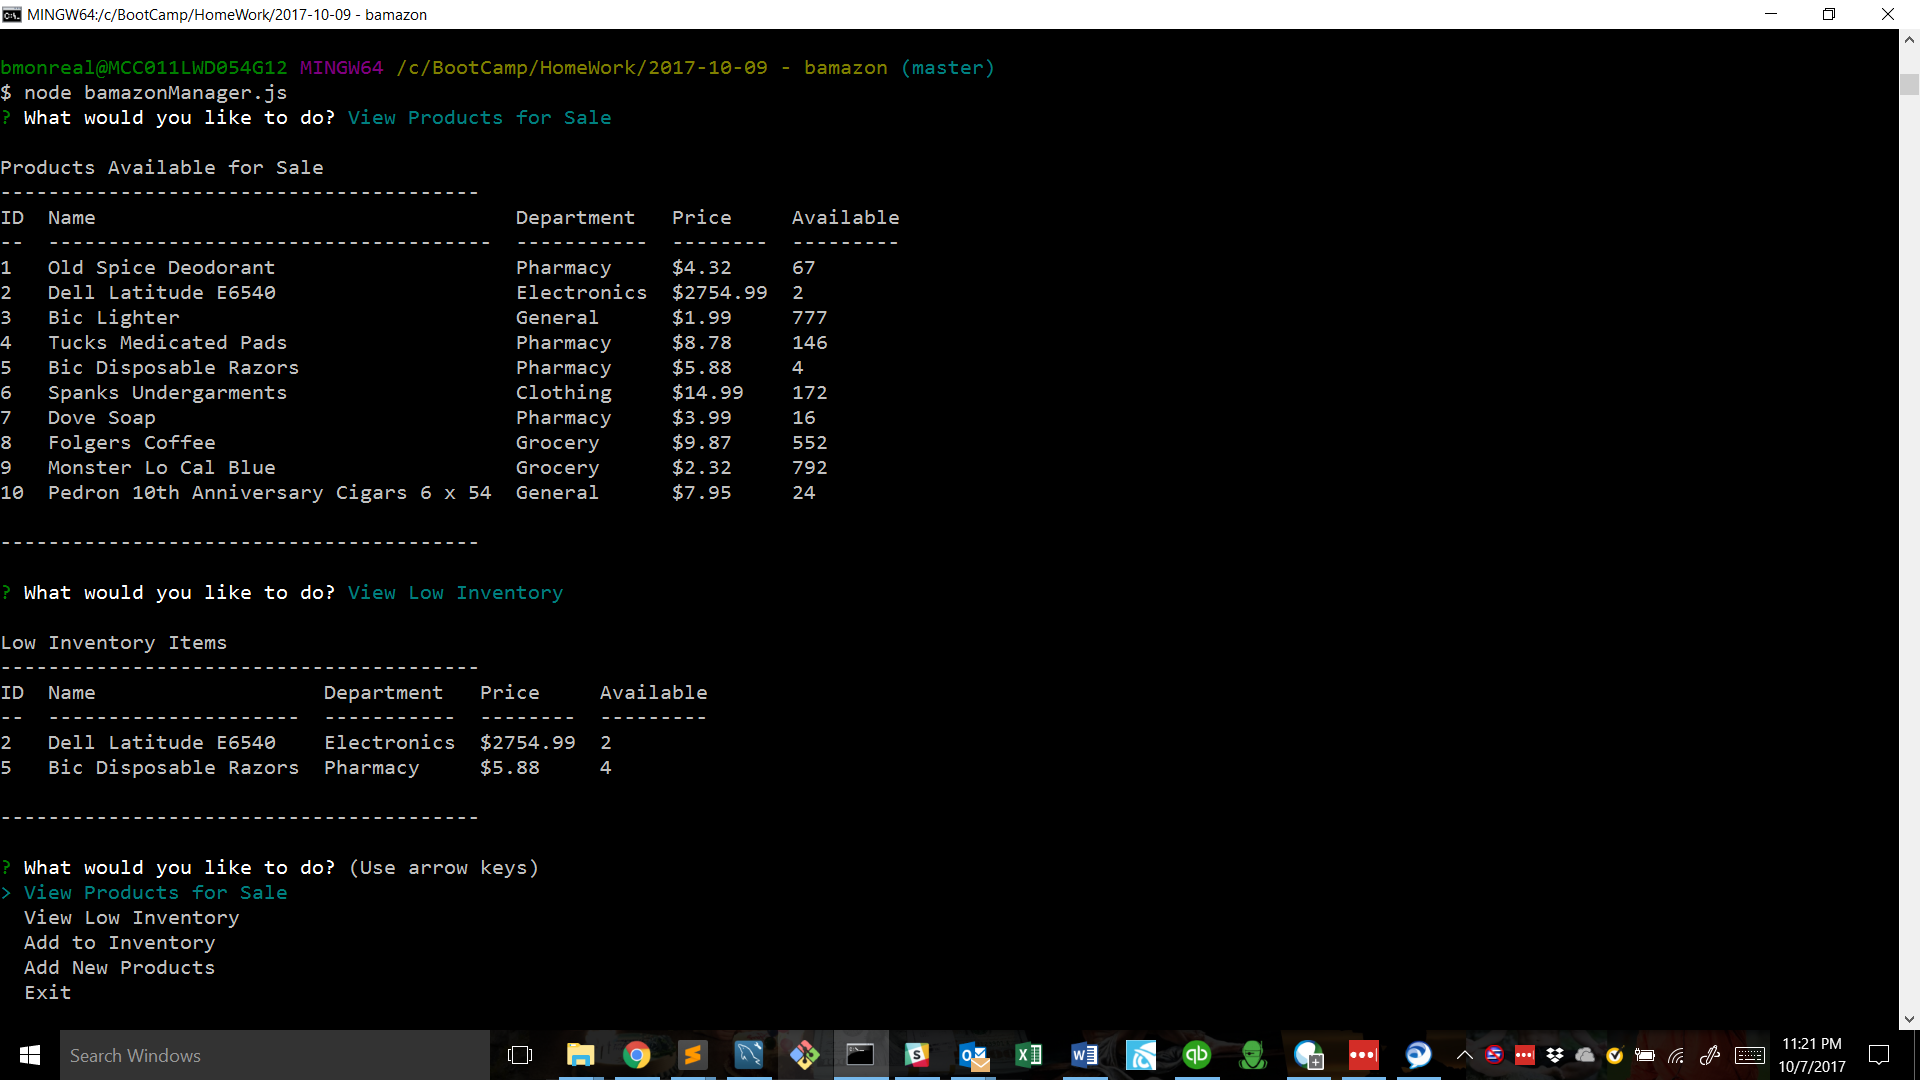 MINGW64:/c/BootCamp/HomeWork/2017-10-09 - bamazon
bmonreal@MCC011LWD054G12 MINGW64 /c/BootCamp/HomeWork/2017-10-09 - bamazon (master)
$ node bamazonManager.js
? What would you like to do? View Products for Sale
Products Available for Sale
----------------------------------------
ID  Name                                   Department   Price     Available
--  -------------------------------------  -----------  --------  ---------
1   Old Spice Deodorant                    Pharmacy     $4.32     67
2   Dell Latitude E6540                    Electronics  $2754.99  2
3   Bic Lighter                            General      $1.99     777
4   Tucks Medicated Pads                   Pharmacy     $8.78     146
5   Bic Disposable Razors                  Pharmacy     $5.88     4
6   Spanks Undergarments                   Clothing     $14.99    172
7   Dove Soap                              Pharmacy     $3.99     16
8   Folgers Coffee                         Grocery      $9.87     552
9   Monster Lo Cal Blue                    Grocery      $2.32     792
10  Pedron 10th Anniversary Cigars 6 x 54  General      $7.95     24
----------------------------------------
? What would you like to do? View Low Inventory
Low Inventory Items
----------------------------------------
ID  Name                   Department   Price     Available
--  ---------------------  -----------  --------  ---------
2   Dell Latitude E6540    Electronics  $2754.99  2
5   Bic Disposable Razors  Pharmacy     $5.88     4
----------------------------------------
? What would you like to do? (Use arrow keys)
> View Products for Sale
  View Low Inventory
  Add to Inventory
  Add New Products
  Exit
Search Windows
11:21 PM
10/7/2017